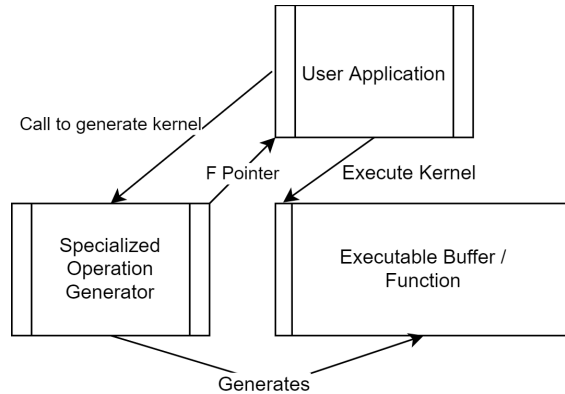 User Application
Call to generate kernel
F Pointer
Execute Kernel
Specialized
Operation
Generator
Executable Buffer /
Function
Generates